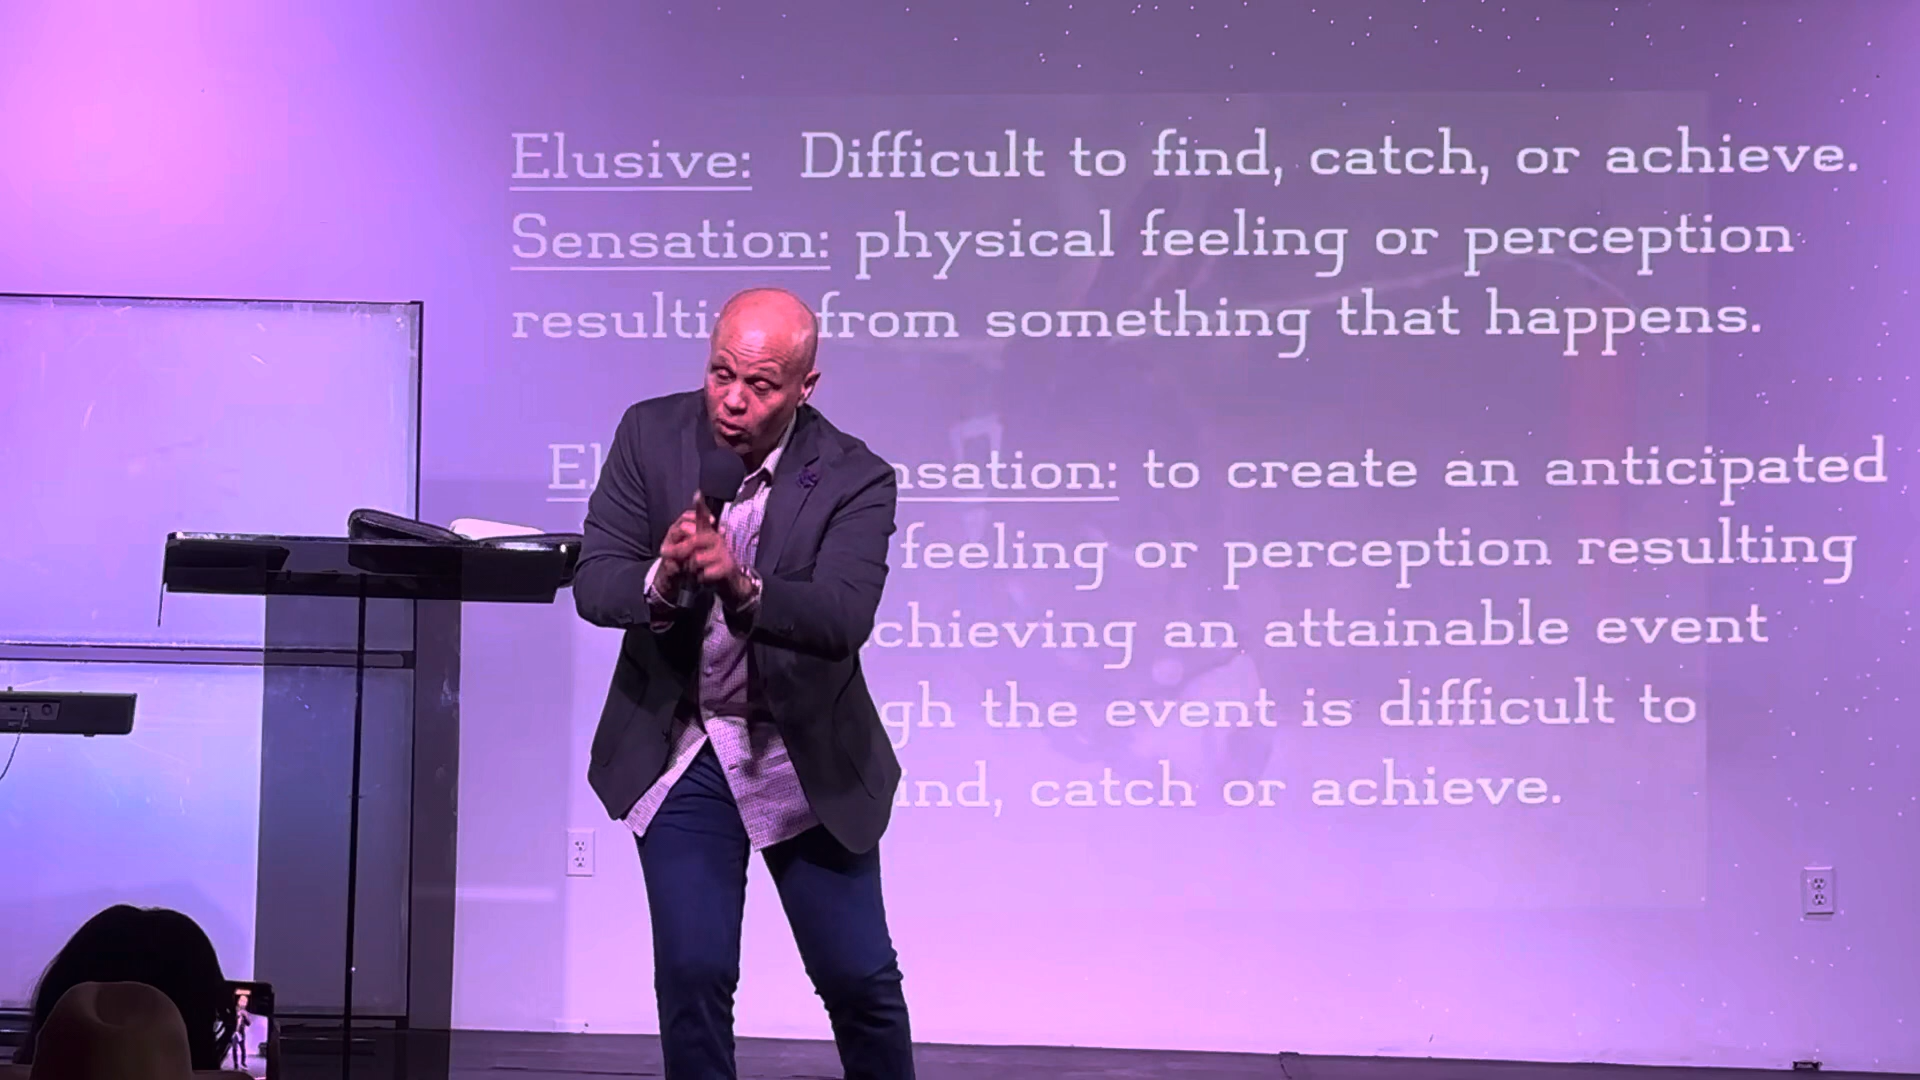 Elusive: Difficult to find, catch, or achieve.
Sensation: physical feeling or perception
resulti from something that happens.
El nsation: to create an anticipated
feeling or perception resulting
chieving an attainable event
gh the event is difficult to
ind, catch or achieve.